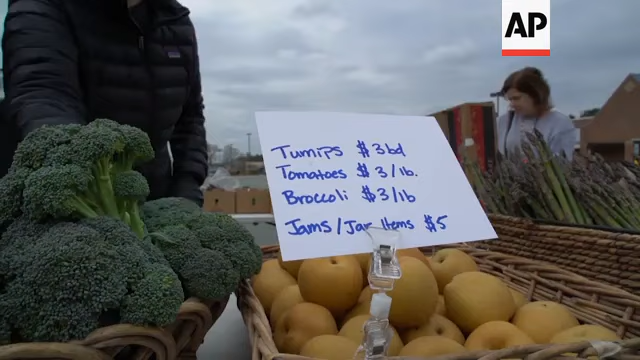 AP
Turnips $3bd
Tomatoes $3/lb.
Broccoli $3/lb
Jams/Jar Items $5